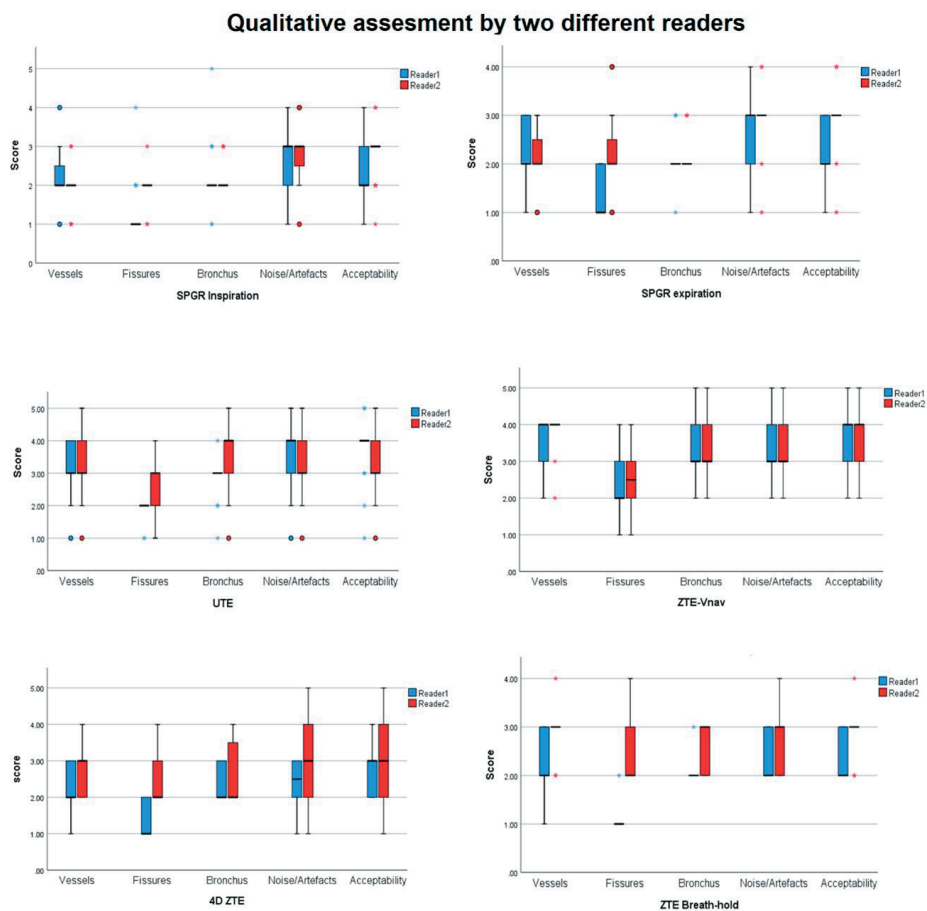 Qualitative assesment by two different readers
Score
5
4
3
2
1
0
Reader1
Reader2
Vessels Fissures Bronchus Noise/Artefacts Acceptability
SPGR Inspiration
Score
4.00
3.00
2.00
1.00
.00
Reader1
Reader2
Vessels Fissures Bronchus Noise/Artefacts Acceptability
SPGR expiration
Score
5.00
4.00
3.00
2.00
1.00
.00
Reader1
Reader2
Vessels Fissures Bronchus Noise/Artefacts Acceptability
UTE
Score
5.00
4.00
3.00
2.00
1.00
.00
Reader1
Reader2
Vessels Fissures Bronchus Noise/Artefacts Acceptability
ZTE-Vnav
score
5.00
4.00
3.00
2.00
1.00
.00
Reader1
Reader2
Vessels Fissures Bronchus Noise/Artefacts Acceptability
4D ZTE
Score
4.00
3.00
2.00
1.00
.00
Reader1
Reader2
Vessels Fissures Bronchus Noise/Artefacts Acceptability
ZTE Breath-hold